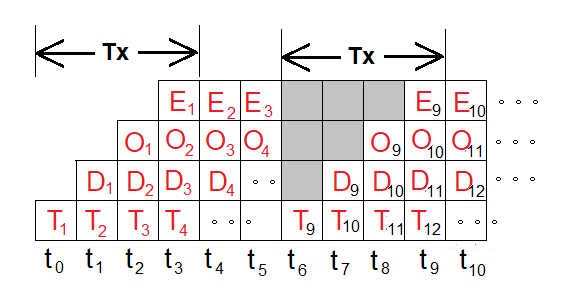 Tx Tx
E₁ E₂ E₃ E₉ E₁₀ ∘ ∘ ∘
O₁ O₂ O₃ O₄ O₉ O₁₀ O₁₁ ∘ ∘ ∘
D₁ D₂ D₃ D₄ ∘ ∘ D₉ D₁₀ D₁₁ D₁₂ ∘ ∘ ∘
T₁ T₂ T₃ T₄ ∘ ∘ ∘ T₉ T₁₀ T₁₁ T₁₂ ∘ ∘ ∘
t₀ t₁ t₂ t₃ t₄ t₅ t₆ t₇ t₈ t₉ t₁₀